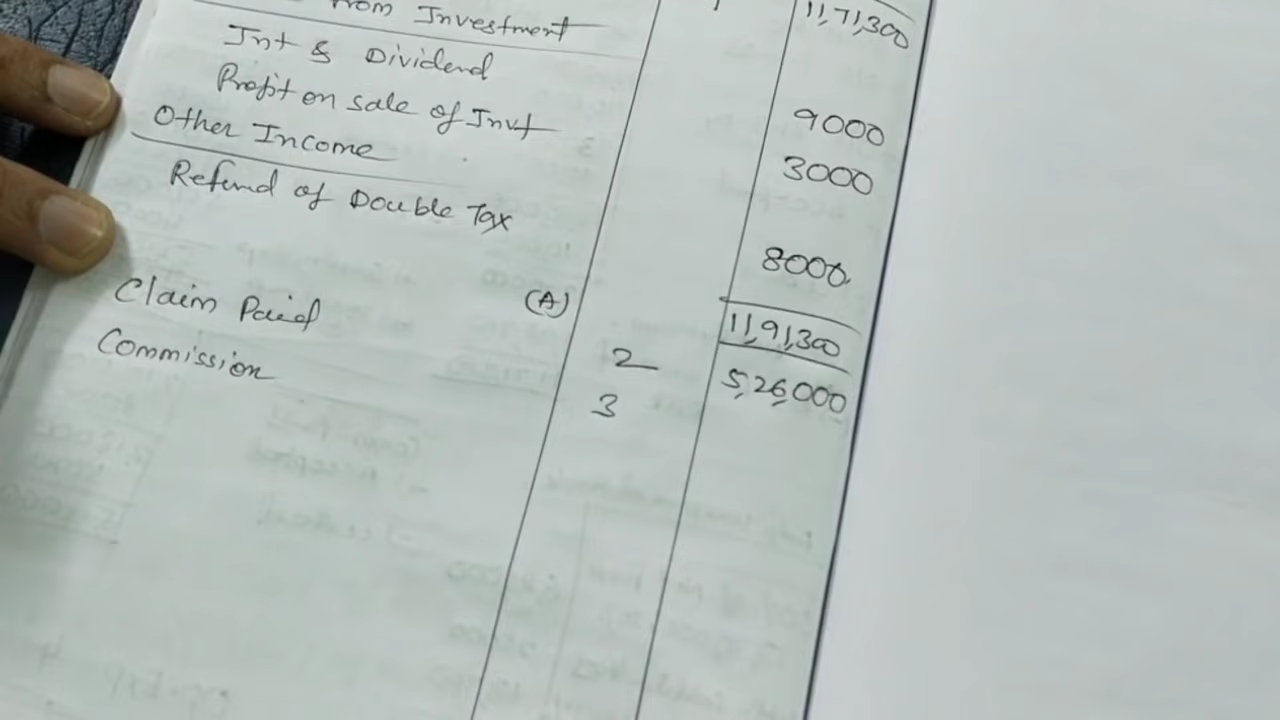 from Investment 11,71,300
Int & Dividend 9000
Profit on sale of Invt 3000
Other Income
Refund of Double Tax 8000
(A) 11,91,300
Claim Paid 2 5,26,000
Commission 3